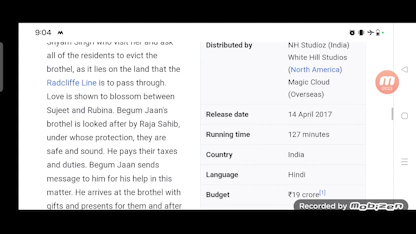 9:04
Shyam Singh who visit her and ask
all of the residents to evict the
brothel, as it lies on the land that the
Radcliffe Line is to pass through.
Love is shown to blossom between
Sujeet and Rubina. Begum Jaan's
brothel is looked after by Raja Sahib,
under whose protection, they are
safe and sound. He pays their taxes
and duties. Begum Jaan sends
message to him for his help in this
matter. He arrives at the brothel with
gifts and presents for them and after
Distributed by NH Studioz (India)
White Hill Studios
(North America)
Magic Cloud
(Overseas)
Release date 14 April 2017
Running time 127 minutes
Country India
Language Hindi
Budget ₹19 crore[1]
Recorded by mobizen